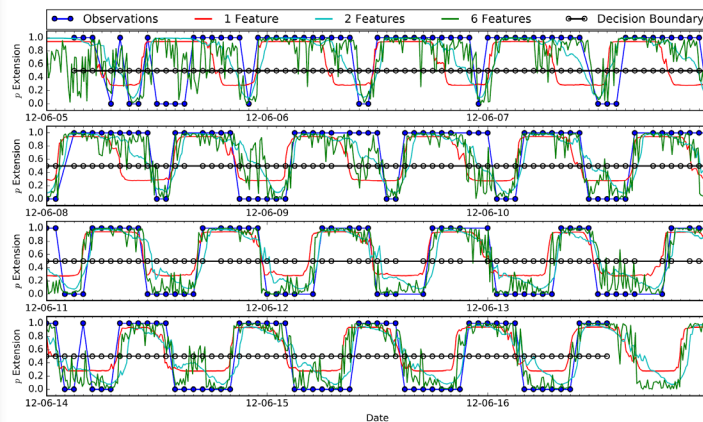 Observations 1 Feature 2 Features 6 Features Decision Boundary
p Extension
1.0
0.8
0.6
0.4
0.2
0.0
12-06-05 12-06-06 12-06-07
p Extension
1.0
0.8
0.6
0.4
0.2
0.0
12-06-08 12-06-09 12-06-10
p Extension
1.0
0.8
0.6
0.4
0.2
0.0
12-06-11 12-06-12 12-06-13
p Extension
1.0
0.8
0.6
0.4
0.2
0.0
12-06-14 12-06-15 12-06-16
Date